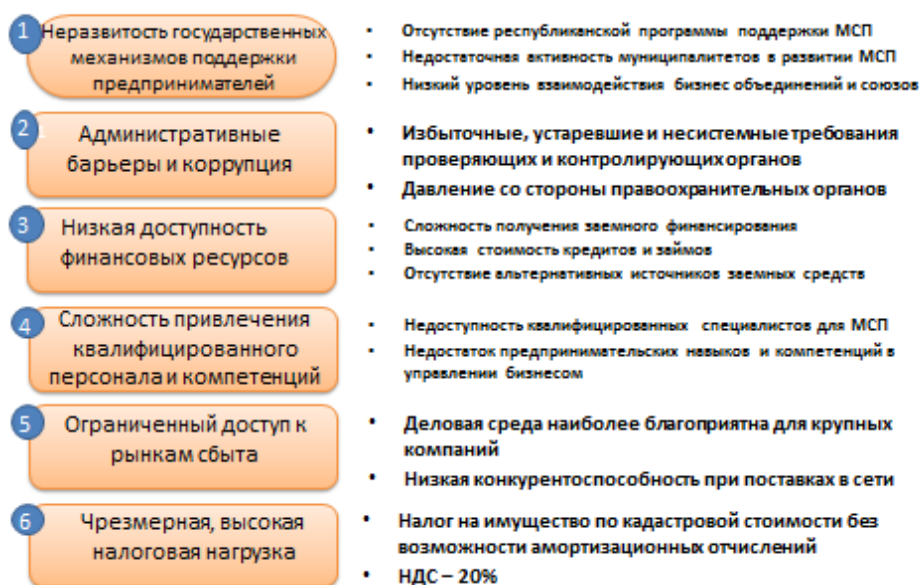 1
Неразвитость государственных
механизмов поддержки
предпринимателей
• Отсутствие республиканской программы поддержки МСП
• Недостаточная активность муниципалитетов в развитии МСП
• Низкий уровень взаимодействия бизнес объединений и союзов
2
1
Административные
барьеры и коррупция
• Избыточные, устаревшие и несистемные требования
проверяющих и контролирующих органов
• Давление со стороны правоохранительных органов
3
Низкая доступность
финансовых ресурсов
• Сложность получения заемного финансирования
• Высокая стоимость кредитов и займов
• Отсутствие альтернативных источников заемных средств
4
Сложность привлечения
квалифицированного
персонала и компетенций
• Недоступность квалифицированных специалистов для МСП
• Недостаток предпринимательских навыков и компетенций в
управлении бизнесом
5
Ограниченный доступ к
рынкам сбыта
• Деловая среда наиболее благоприятна для крупных
компаний
• Низкая конкурентоспособность при поставках в сети
6
Чрезмерная, высокая
налоговая нагрузка
• Налог на имущество по кадастровой стоимости без
возможности амортизационных отчислений
• НДС – 20%